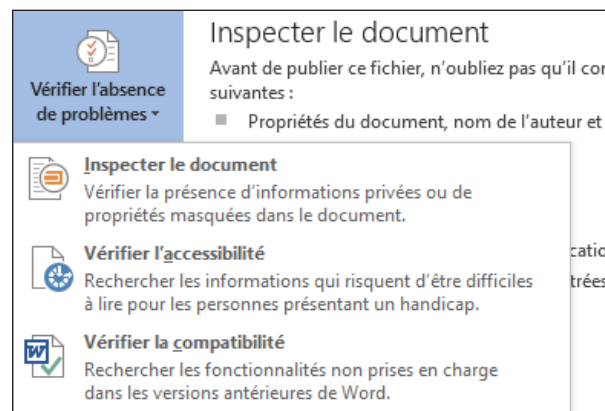 Vérifier l'absence
de problèmes
Inspecter le document
Avant de publier ce fichier, n'oubliez pas qu'il
suivantes :
Propriétés du document, nom de l'auteur et
Inspecter le document
Vérifier la présence d'informations privées ou de
propriétés masquées dans le document.
Vérifier l'accessibilité
Rechercher les informations qui risquent d'être difficiles
à lire pour les personnes présentant un handicap.
Vérifier la compatibilité
Rechercher les fonctionnalités non prises en charge
dans les versions antérieures de Word.